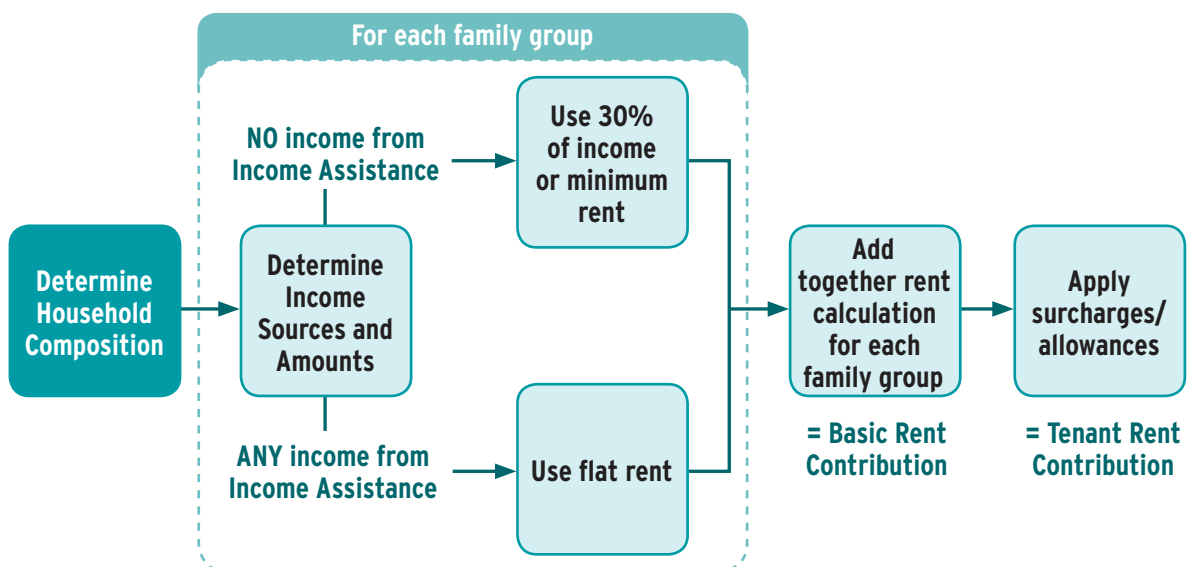 For each family group
NO income from
Income Assistance
Use 30%
of income
or minimum
rent
Determine
Household
Composition
Determine
Income
Sources and
Amounts
ANY income from
Income Assistance
Use flat rent
Add
together rent
calculation
for each
family group
= Basic Rent
Contribution
Apply
surcharges/
allowances
= Tenant Rent
Contribution